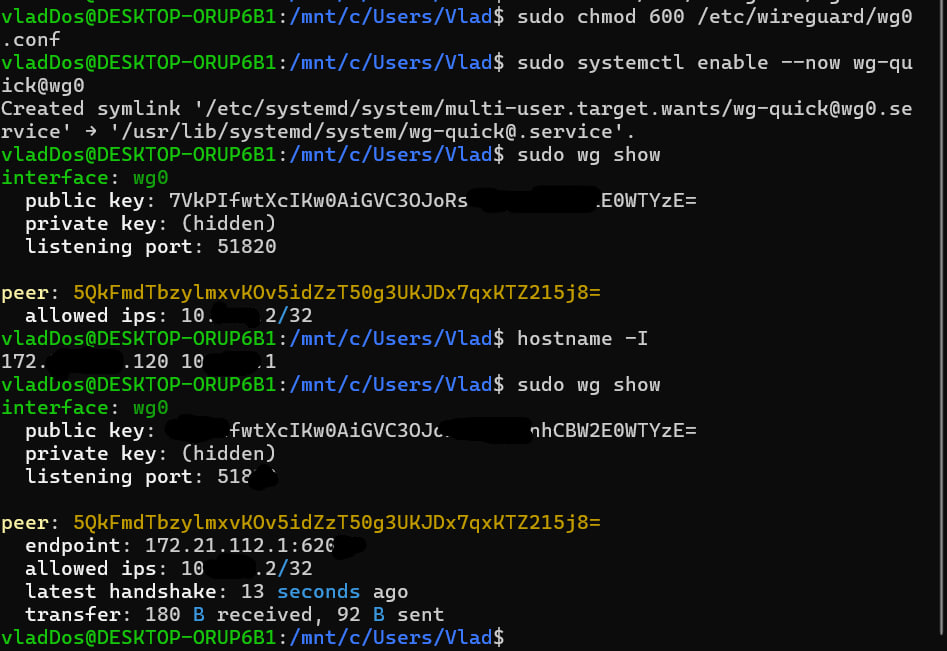 vladDos@DESKTOP-ORUP6B1:/mnt/c/Users/Vlad$ sudo chmod 600 /etc/wireguard/wg0
.conf
vladDos@DESKTOP-ORUP6B1:/mnt/c/Users/Vlad$ sudo systemctl enable --now wg-qu
ick@wg0
Created symlink '/etc/systemd/system/multi-user.target.wants/wg-quick@wg0.se
rvice' → '/usr/lib/systemd/system/wg-quick@.service'.
vladDos@DESKTOP-ORUP6B1:/mnt/c/Users/Vlad$ sudo wg show
interface: wg0
public key: 7VkPIfwtXcIKw0AiGVC3OJoRs E0WTYzE=
private key: (hidden)
listening port: 51820
peer: 5QkFmdTbzylmxvKOv5idZzT50g3UKJDx7qxKTZ215j8=
allowed ips: 10. 2/32
vladDos@DESKTOP-ORUP6B1:/mnt/c/Users/Vlad$ hostname -I
172. .120 10 1
vladDos@DESKTOP-ORUP6B1:/mnt/c/Users/Vlad$ sudo wg show
interface: wg0
public key: fwtXcIKw0AiGVC3OJ nhCBW2E0WTYzE=
private key: (hidden)
listening port: 518
peer: 5QkFmdTbzylmxvKOv5idZzT50g3UKJDx7qxKTZ215j8=
endpoint: 172.21.112.1:620
allowed ips: 10 .2/32
latest handshake: 13 seconds ago
transfer: 180 B received, 92 B sent
vladDos@DESKTOP-ORUP6B1:/mnt/c/Users/Vlad$